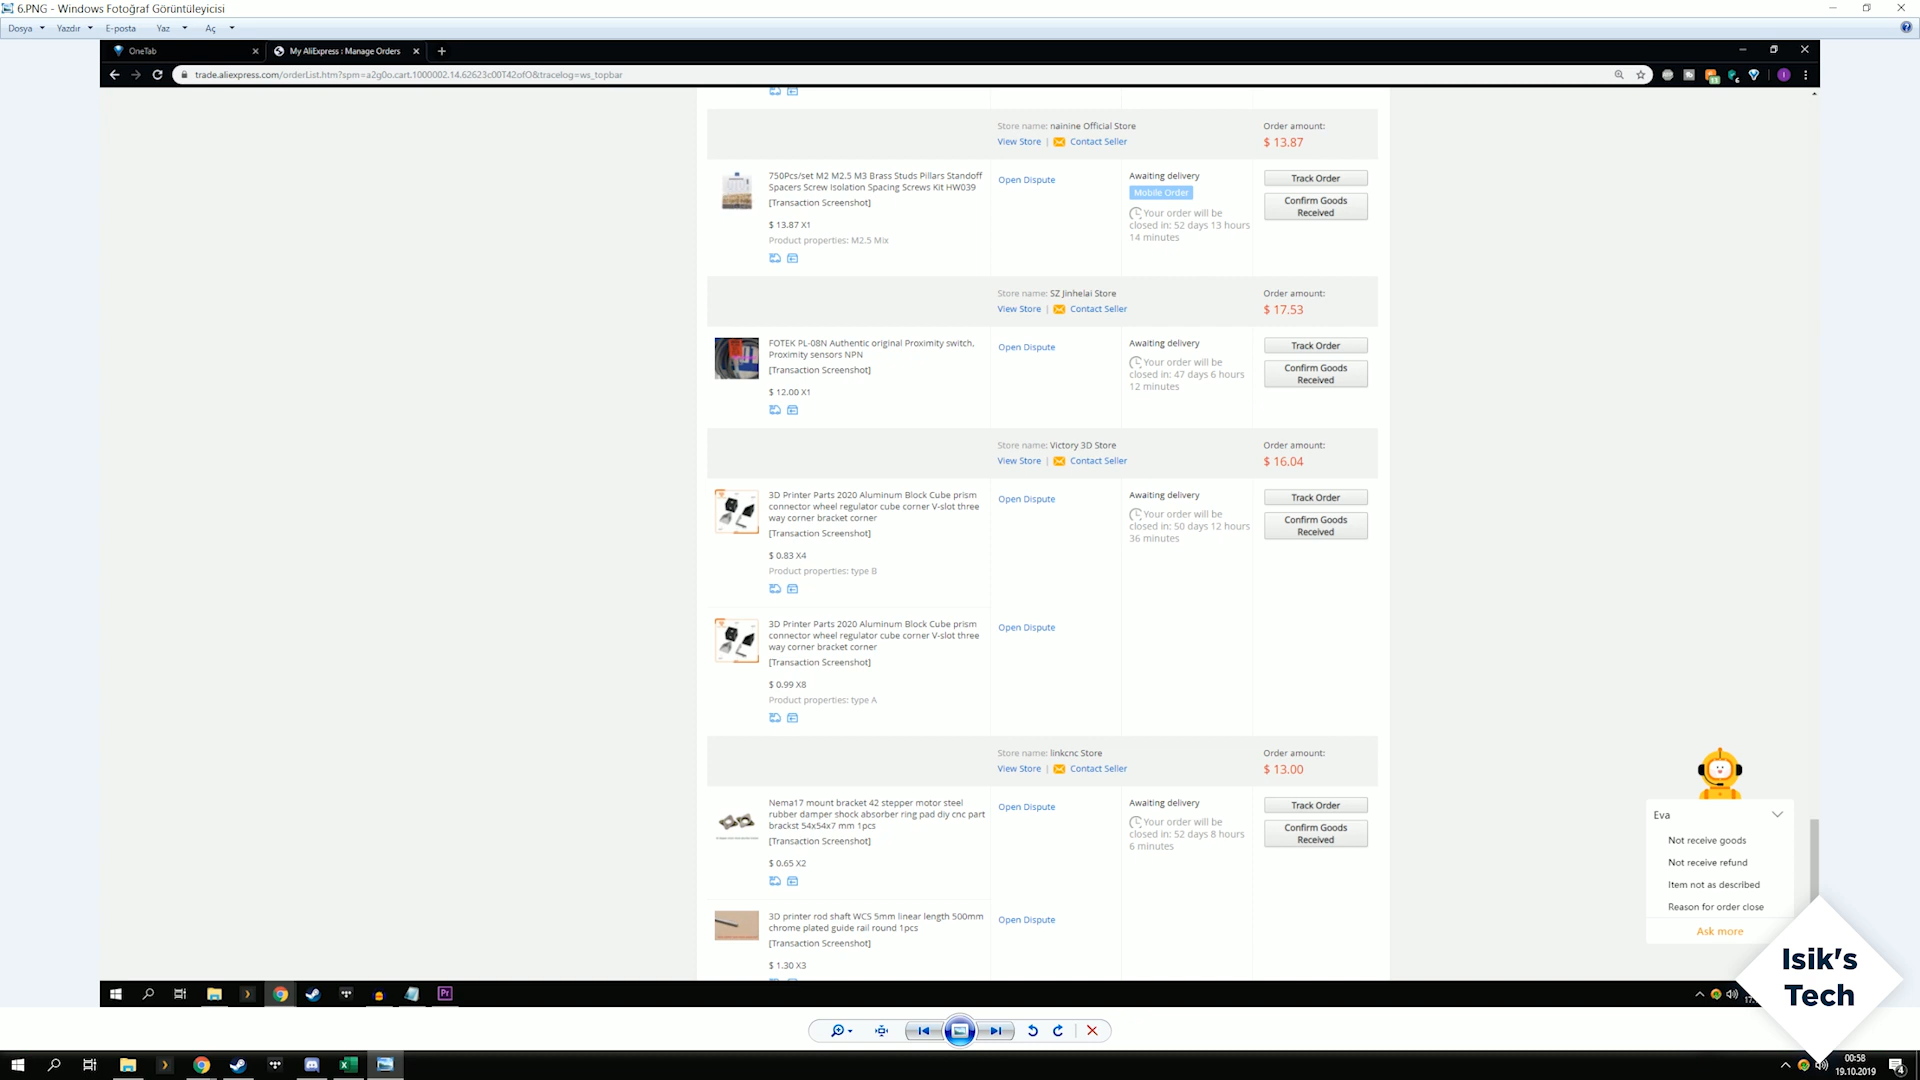 6.PNG - Windows Fotoğraf Görüntüleyicisi
Dosya Yazdır E-posta Yaz Aç
OneTab
My AliExpress : Manage Orders
trade.aliexpress.com/orderList.htm?spm=a2g0o.cart.1000002.14.62623c00T42ofO&tracelog=ws_topbar
Store name: nainine Official Store
View Store | Contact Seller
Order amount:
$ 13.87
750Pcs/set M2 M2.5 M3 Brass Studs Pillars Standoff
Spacers Screw Isolation Spacing Screws Kit HW039
[Transaction Screenshot]
$ 13.87 X1
Product properties: M2.5 Mix
Open Dispute
Awaiting delivery
Mobile Order
Your order will be
closed in: 52 days 13 hours
14 minutes
Track Order
Confirm Goods
Received
Store name: SZ Jinhelai Store
View Store | Contact Seller
Order amount:
$ 17.53
FOTEK PL-08N Authentic original Proximity switch,
Proximity sensors NPN
[Transaction Screenshot]
$ 12.00 X1
Open Dispute
Awaiting delivery
Your order will be
closed in: 47 days 6 hours
12 minutes
Track Order
Confirm Goods
Received
Store name: Victory 3D Store
View Store | Contact Seller
Order amount:
$ 16.04
3D Printer Parts 2020 Aluminum Block Cube prism
connector wheel regulator cube corner V-slot three
way corner bracket corner
[Transaction Screenshot]
$ 0.83 X4
Product properties: type B
Open Dispute
Awaiting delivery
Your order will be
closed in: 50 days 12 hours
36 minutes
Track Order
Confirm Goods
Received
3D Printer Parts 2020 Aluminum Block Cube prism
connector wheel regulator cube corner V-slot three
way corner bracket corner
[Transaction Screenshot]
$ 0.99 X8
Product properties: type A
Open Dispute
Store name: linkcnc Store
View Store | Contact Seller
Order amount:
$ 13.00
Nema17 mount bracket 42 stepper motor steel
rubber damper shock absorber ring pad diy cnc part
brackst 54x54x7 mm 1pcs
[Transaction Screenshot]
$ 0.65 X2
Open Dispute
Awaiting delivery
Your order will be
closed in: 52 days 8 hours
6 minutes
Track Order
Confirm Goods
Received
3D printer rod shaft WCS 5mm linear length 500mm
chrome plated guide rail round 1pcs
[Transaction Screenshot]
$ 1.30 X3
Open Dispute
Eva
Not receive goods
Not receive refund
Item not as described
Reason for order close
Ask more
Isik's
Tech
Pr
00:58
19.10.2019
4